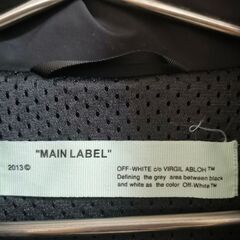 "MAIN LABEL"
2013©
OFF-WHITE c/o VIRGIL ABLOH™
Defining the grey area between black
and white as the color Off-White™